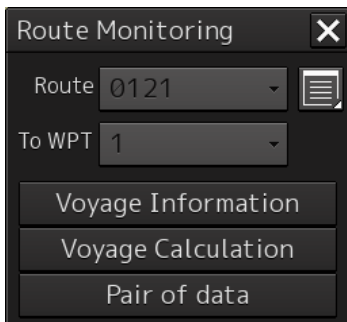 Route Monitoring
Route 0121
To WPT 1
Voyage Information
Voyage Calculation
Pair of data